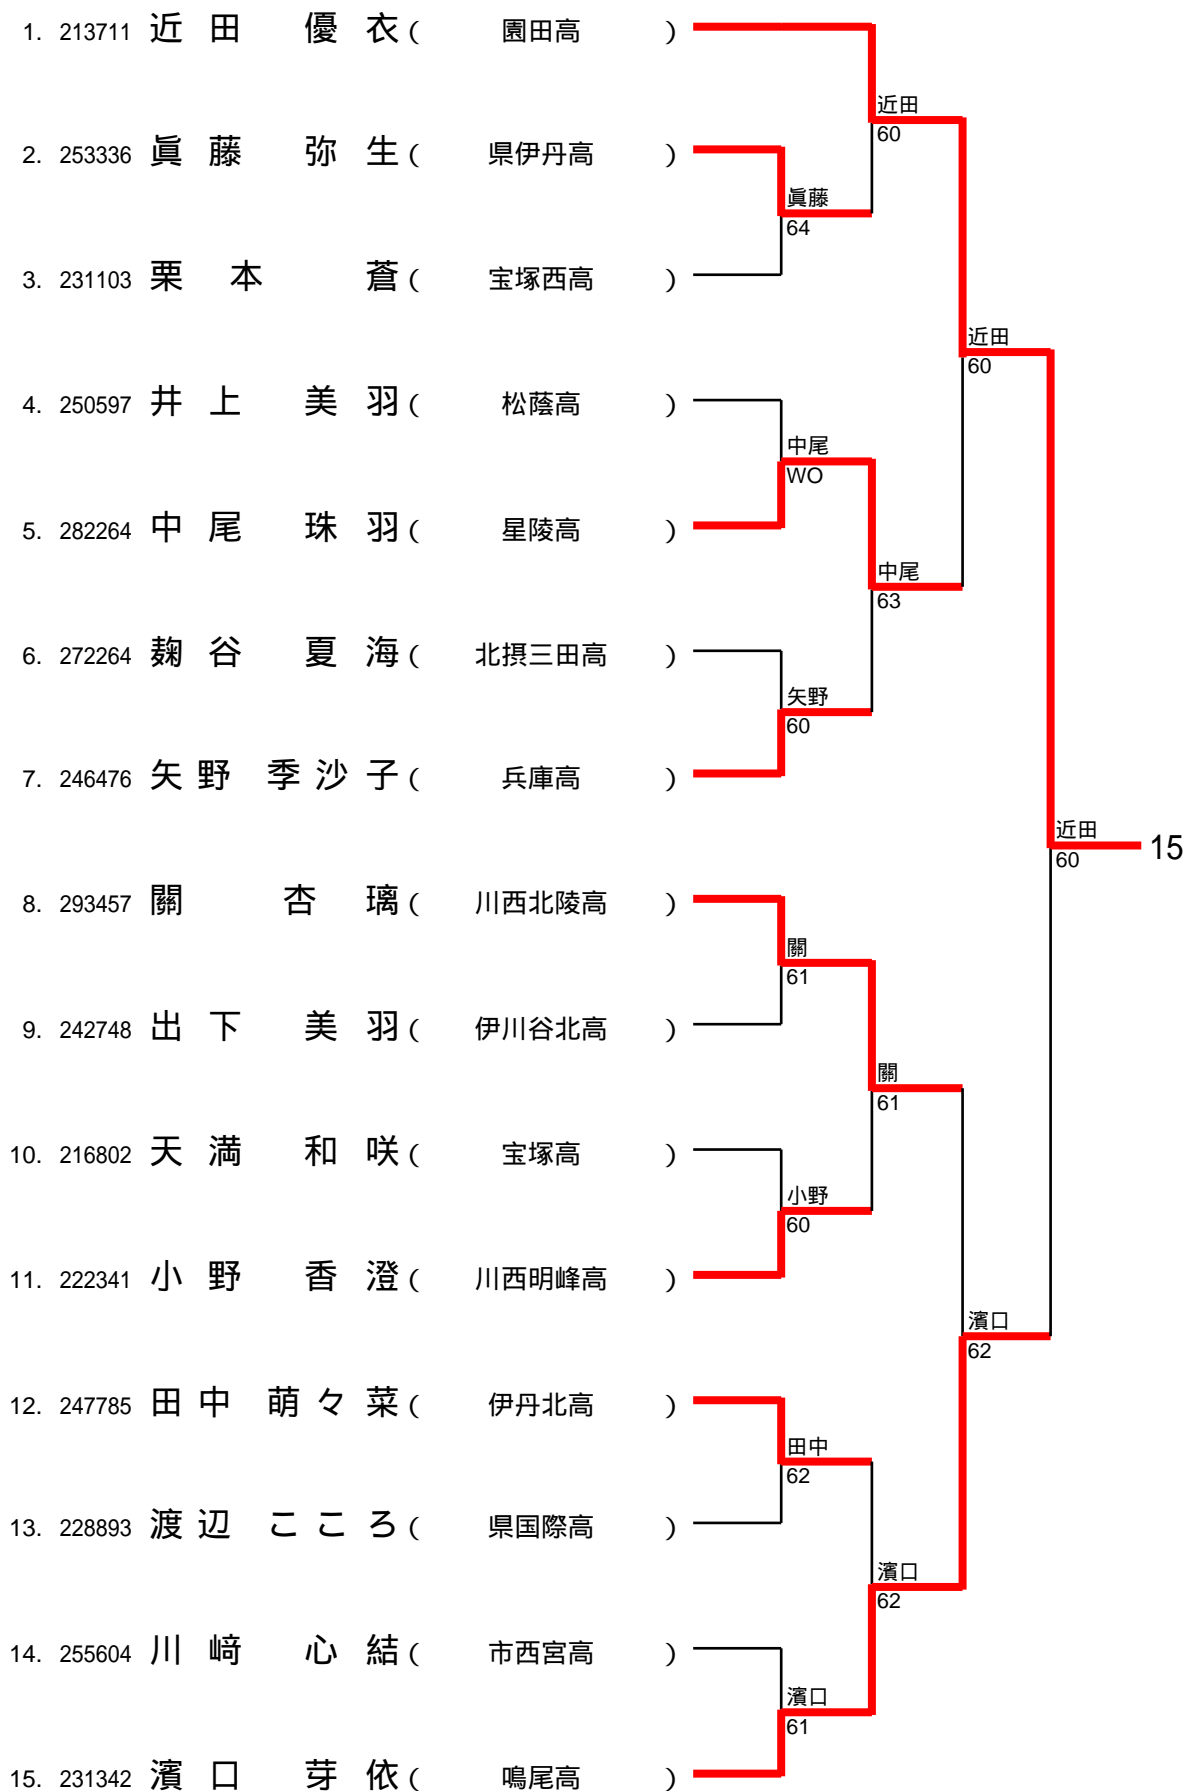 1. 213711 近田 優衣 ( 園田高 )
近田
60
2. 253336 眞藤 弥生 ( 県伊丹高 )
眞藤
64
3. 231103 栗本 蒼 ( 宝塚西高 )
近田
60
4. 250597 井上 美羽 ( 松蔭高 )
中尾
WO
5. 282264 中尾 珠羽 ( 星陵高 )
中尾
63
6. 272264 麹谷 夏海 ( 北摂三田高 )
矢野
60
7. 246476 矢野 季沙子 ( 兵庫高 )
近田
60
15
8. 293457 關 杏璃 ( 川西北陵高 )
關
61
9. 242748 出下 美羽 ( 伊川谷北高 )
關
61
10. 216802 天満 和咲 ( 宝塚高 )
小野
60
11. 222341 小野 香澄 ( 川西明峰高 )
濱口
62
12. 247785 田中 萌々菜 ( 伊丹北高 )
田中
62
13. 228893 渡辺 こころ ( 県国際高 )
濱口
62
14. 255604 川﨑 心結 ( 市西宮高 )
濱口
61
15. 231342 濱口 芽依 ( 鳴尾高 )